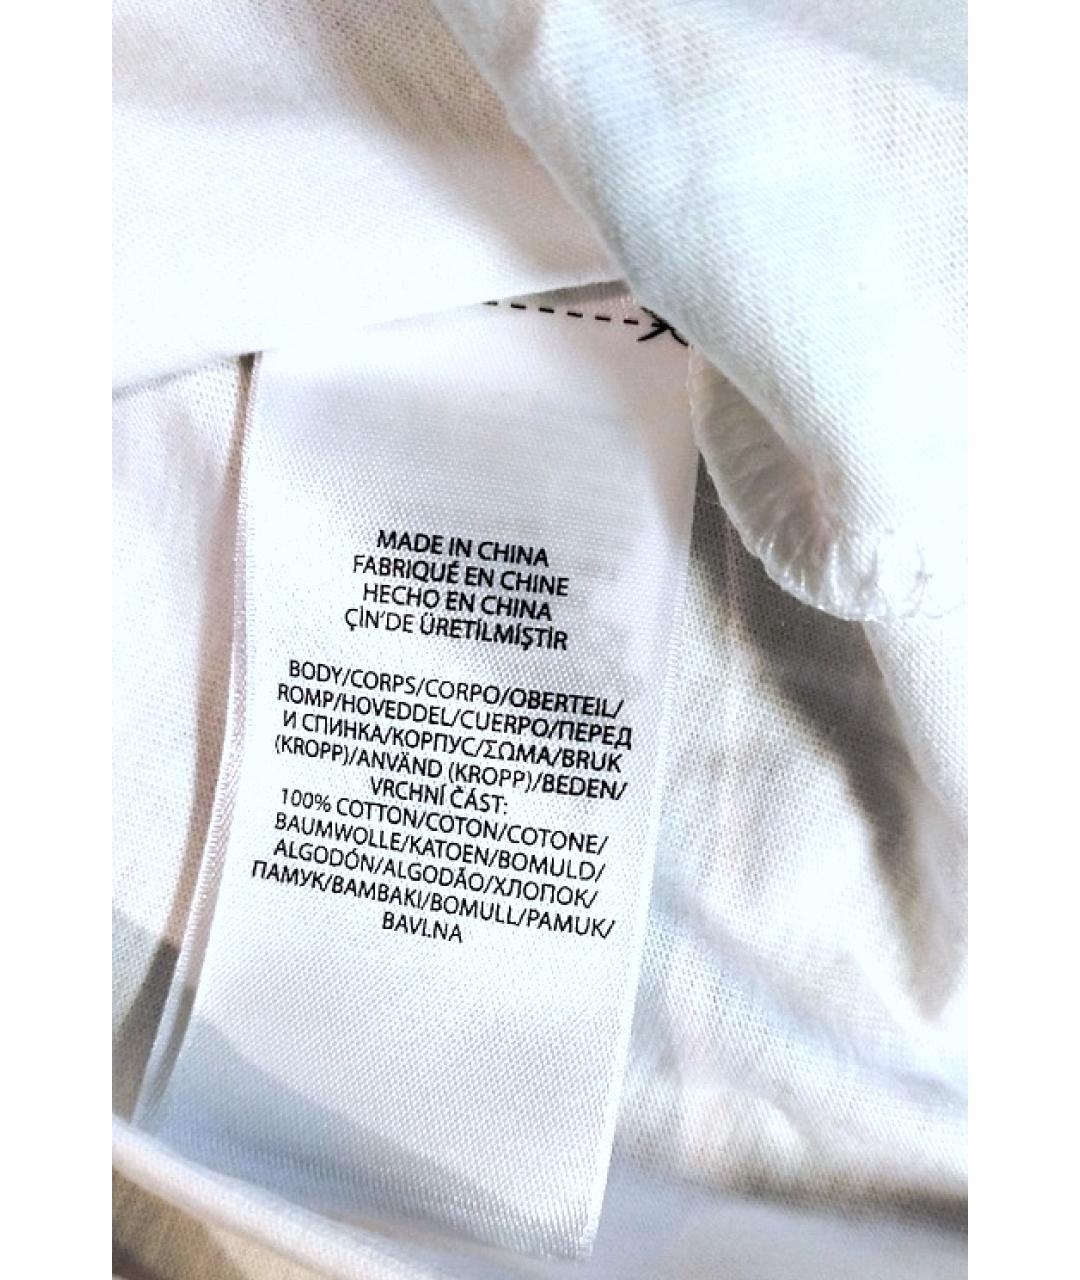 MADE IN CHINA
FABRIQUÉ EN CHINE
HECHO EN CHINA
ÇİN'DE ÜRETİLMİŞTİR
BODY/CORPS/CORPO/OBERTEIL/
ROMP/HOVEDDEL/CUERPO/ПЕРЕД
И СПИНКА/КОРПУС/ΣΩΜΑ/BRUK
(KROPP)/ANVÄND (KROPP)/BEDEN/
VRCHNÍ ČÁST:
100% COTTON/COTON/COTONE/
BAUMWOLLE/KATOEN/BOMULD/
ALGODÓN/ALGODÃO/ХЛОПОК/
ПАМУК/ΒΑΜΒΑΚΙ/BOMULL/PAMUK/
BAVLNA